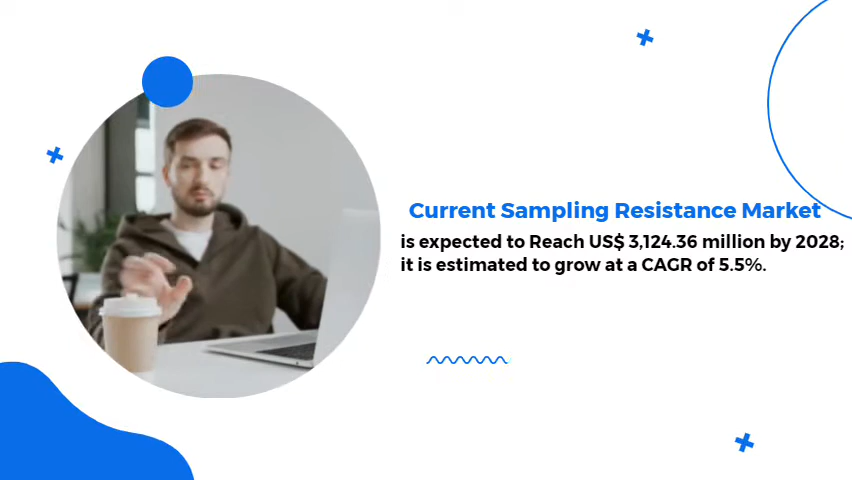 Current Sampling Resistance Market
is expected to Reach US$ 3,124.36 million by 2028;
it is estimated to grow at a CAGR of 5.5%.